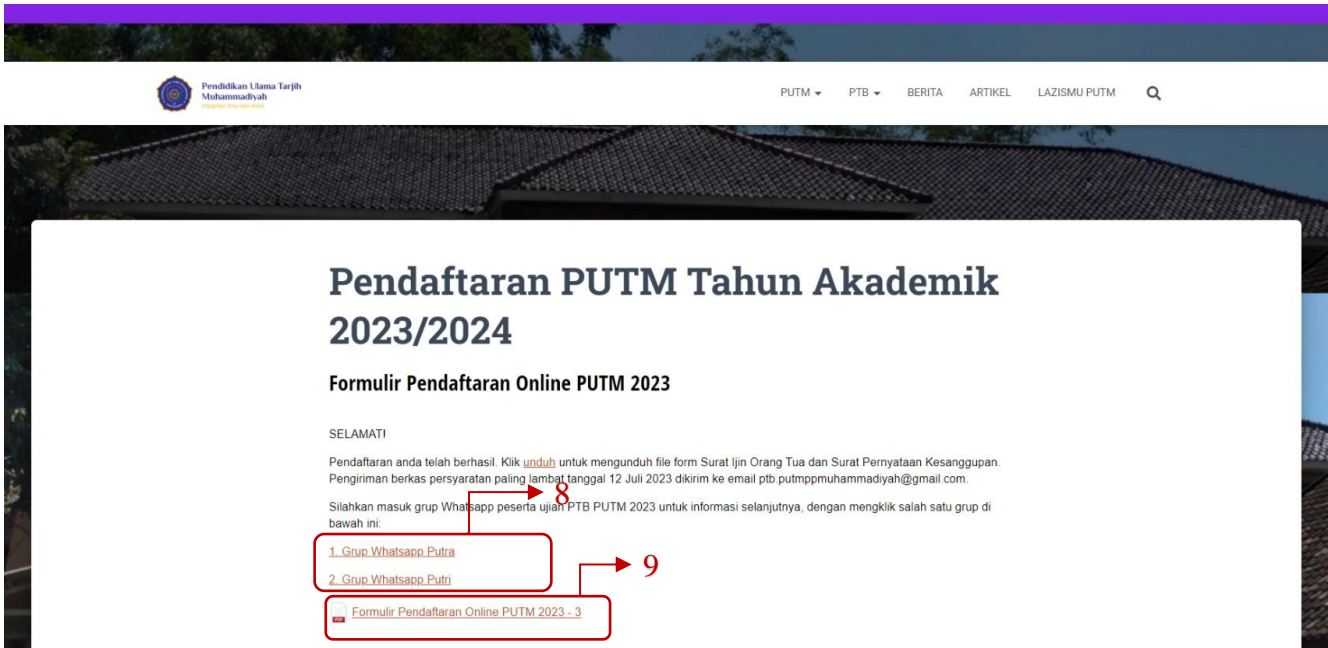 Pendidikan Ulama Tarjih
Muhammadiyah
PUTM PTB BERITA ARTIKEL LAZISMU PUTM
Pendaftaran PUTM Tahun Akademik
2023/2024
Formulir Pendaftaran Online PUTM 2023
SELAMAT!
Pendaftaran anda telah berhasil. Klik unduh untuk mengunduh file form Surat Ijin Orang Tua dan Surat Pernyataan Kesanggupan.
Pengiriman berkas persyaratan paling lambat tanggal 12 Juli 2023 dikirim ke email ptb.putmppmuhammadiyah@gmail.com.
8
Silahkan masuk grup Whatsapp peserta ujian PTB PUTM 2023 untuk informasi selanjutnya, dengan mengklik salah satu grup di
bawah ini:
1. Grup Whatsapp Putra
9
2. Grup Whatsapp Putri
PDF Formulir Pendaftaran Online PUTM 2023 - 3